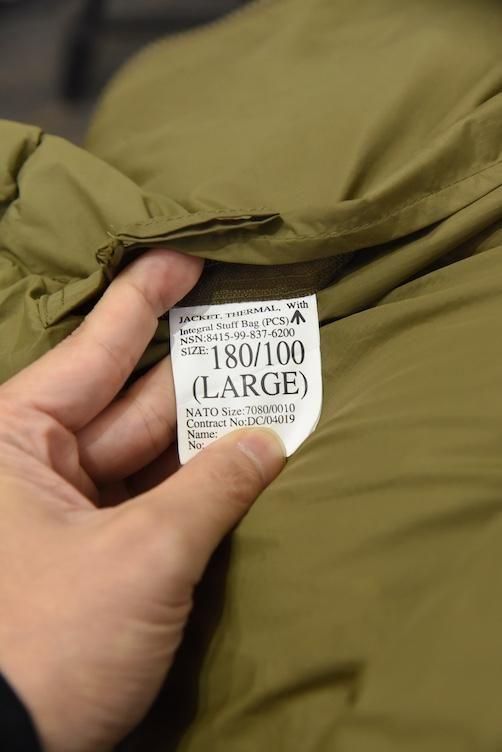 JACKET, THERMAL, With
Integral Stuff Bag (PCS)
NSN:8415-99-837-6200
SIZE: 180/100
(LARGE)
NATO Size:7080/0010
Contract No:DC/04019
Name:
No: